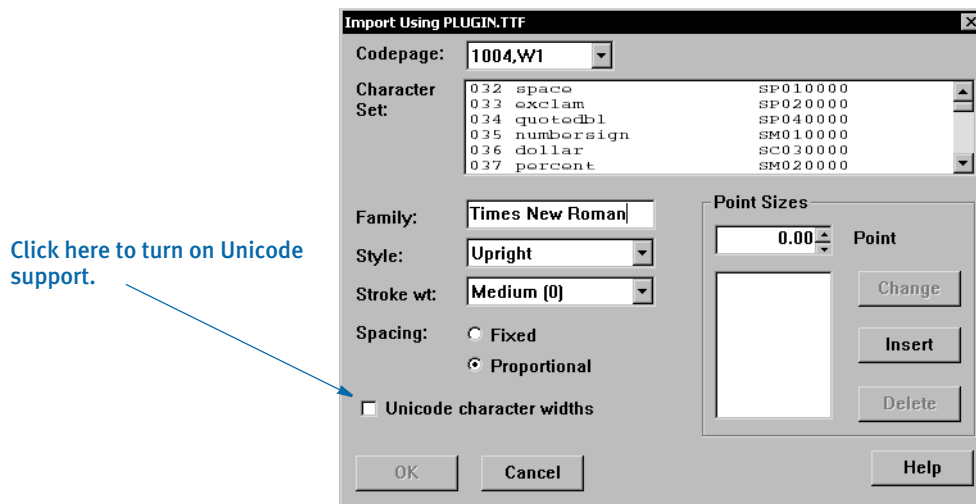 Import Using PLUGIN.TTF
Codepage: 1004,W1
Character Set:
032 space SP010000
033 exclam SP020000
034 quotedbl SP040000
035 numbersign SM010000
036 dollar SC030000
037 percent SM020000
Family: Times New Roman
Style: Upright
Stroke wt: Medium (0)
Spacing: Fixed
Proportional
Unicode character widths
Point Sizes
0.00 Point
Change
Insert
Delete
OK
Cancel
Help
Click here to turn on Unicode
support.